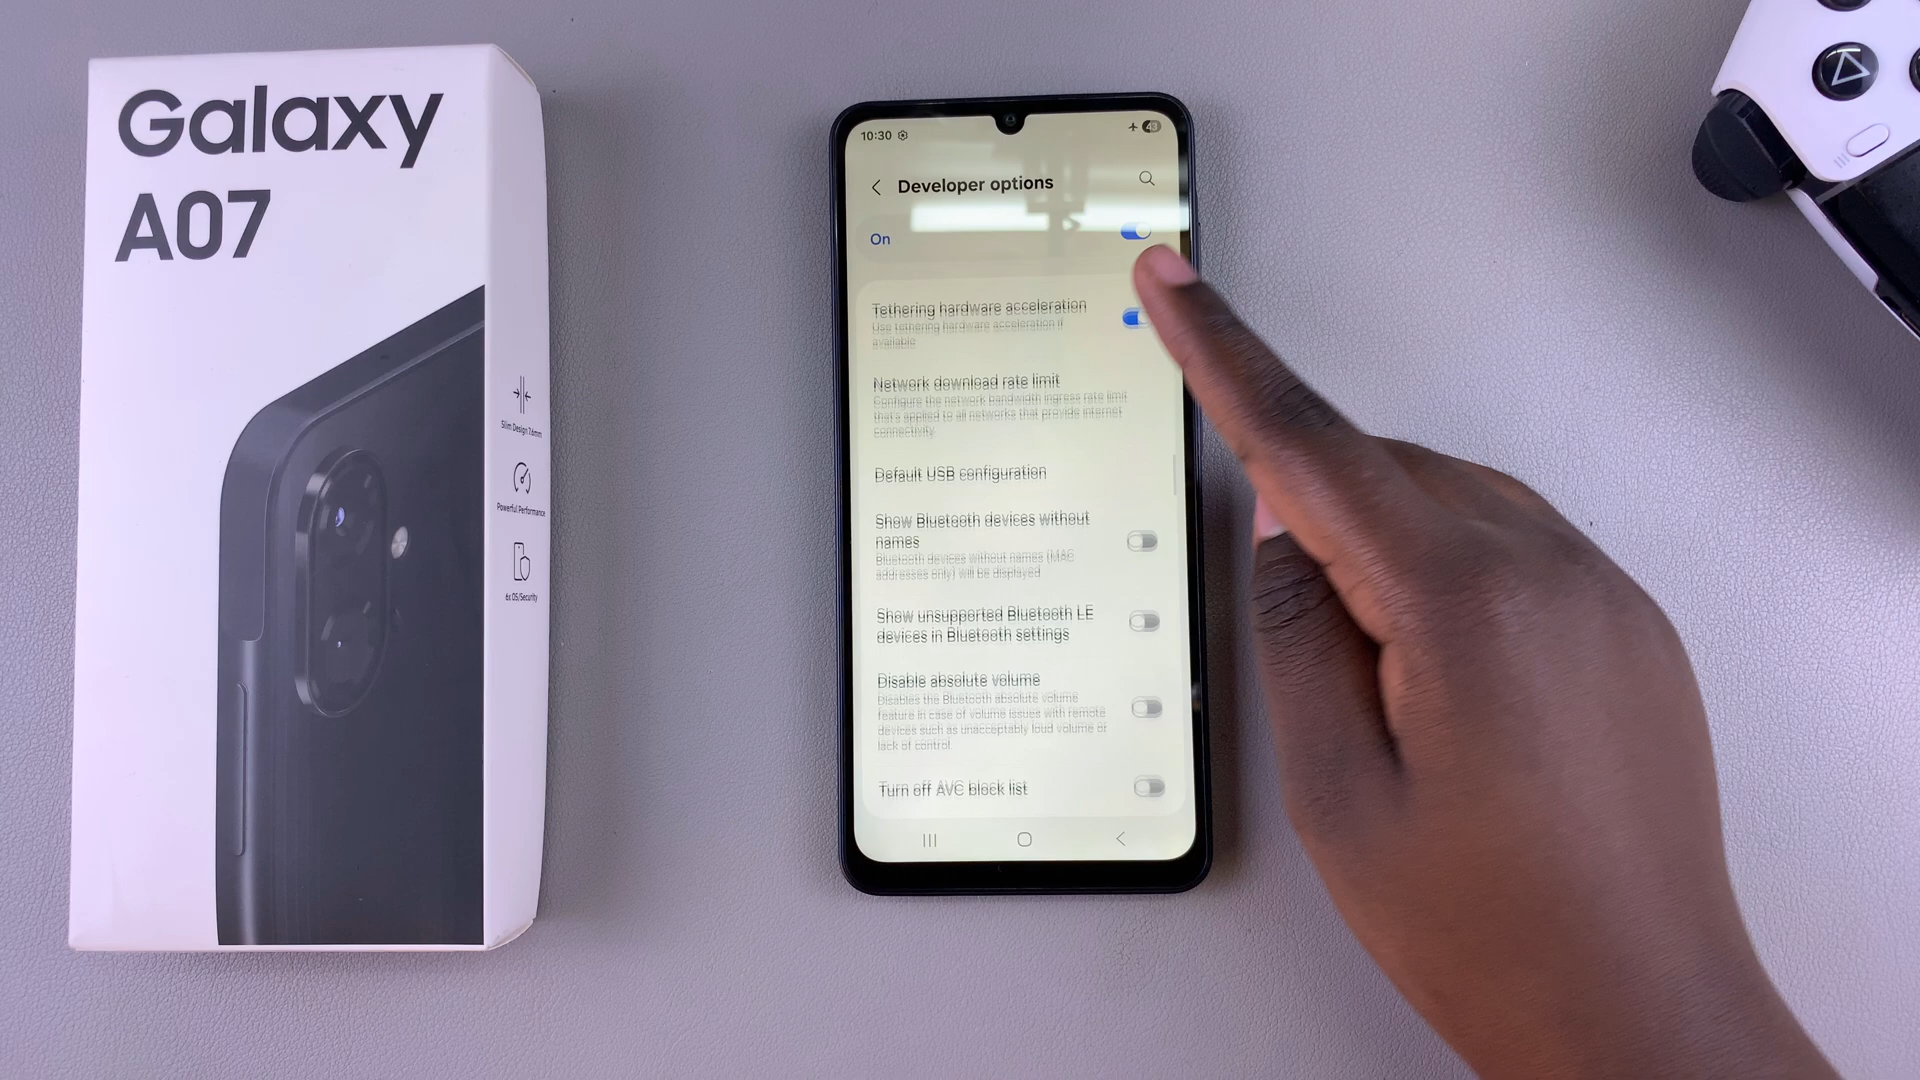 Galaxy
A07
Slim Design 7.6mm
Powerful Performance
6x OS/Security
10:30
43
Developer options
On
Tethering hardware acceleration
Use tethering hardware acceleration if
available
Network download rate limit
Configure the network bandwidth ingress rate limit
that's applied to all networks that provide internet
connectivity.
Default USB configuration
Show Bluetooth devices without
names
Bluetooth devices without names (MAC
addresses only) will be displayed
Show unsupported Bluetooth LE
devices in Bluetooth settings
Disable absolute volume
Disables the Bluetooth absolute volume
feature in case of volume issues with remote
devices such as unacceptably loud volume or
lack of control.
Turn off AVC block list